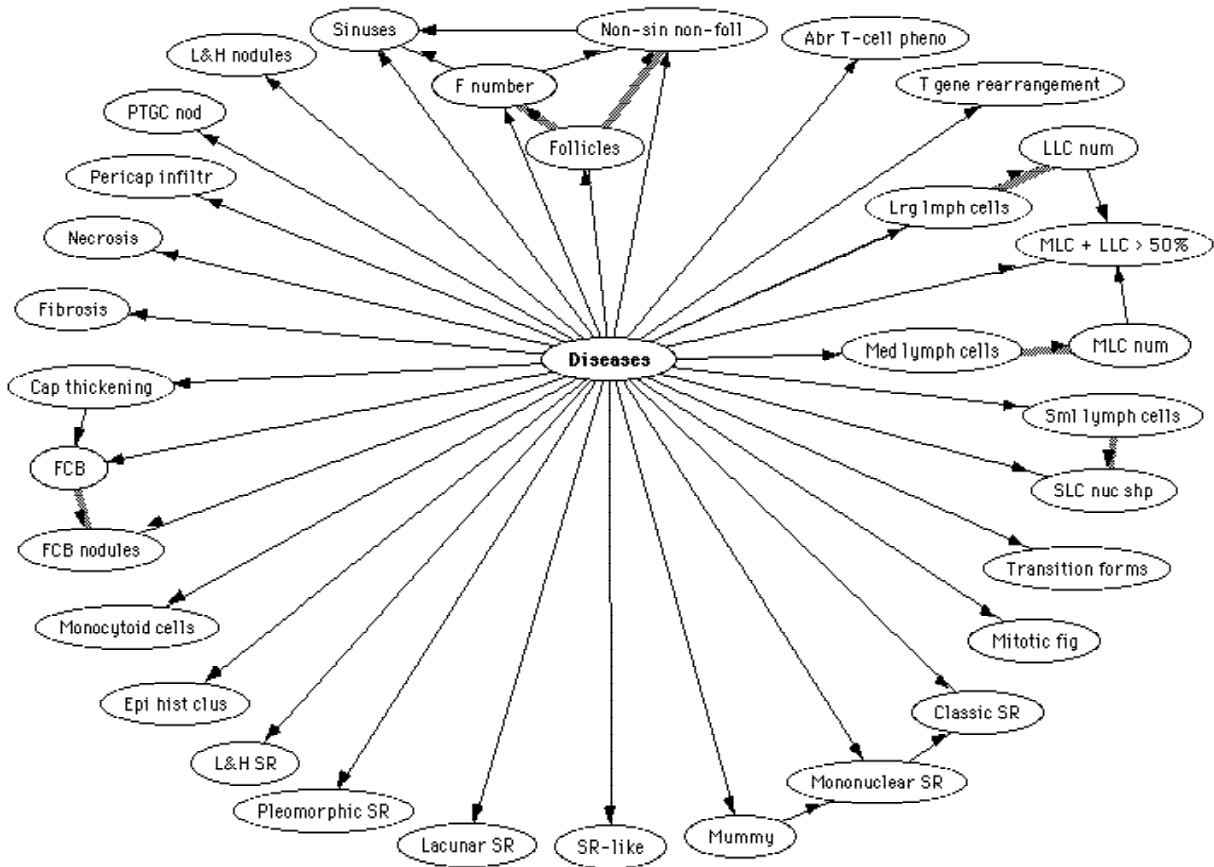 Sinuses
Non-sin non-foll
Abr T-cell pheno
L&H nodules
F number
T gene rearrangement
PTGC nod
Follicles
LLC num
Pericap infiltr
Lrg lmph cells
Necrosis
MLC + LLC > 50%
Fibrosis
Diseases
Med lymph cells
MLC num
Cap thickening
Sml lymph cells
FCB
SLC nuc shp
FCB nodules
Transition forms
Monocytoid cells
Mitotic fig
Epi hist clus
Classic SR
L&H SR
Mononuclear SR
Pleomorphic SR
Mummy
Lacunar SR
SR-like